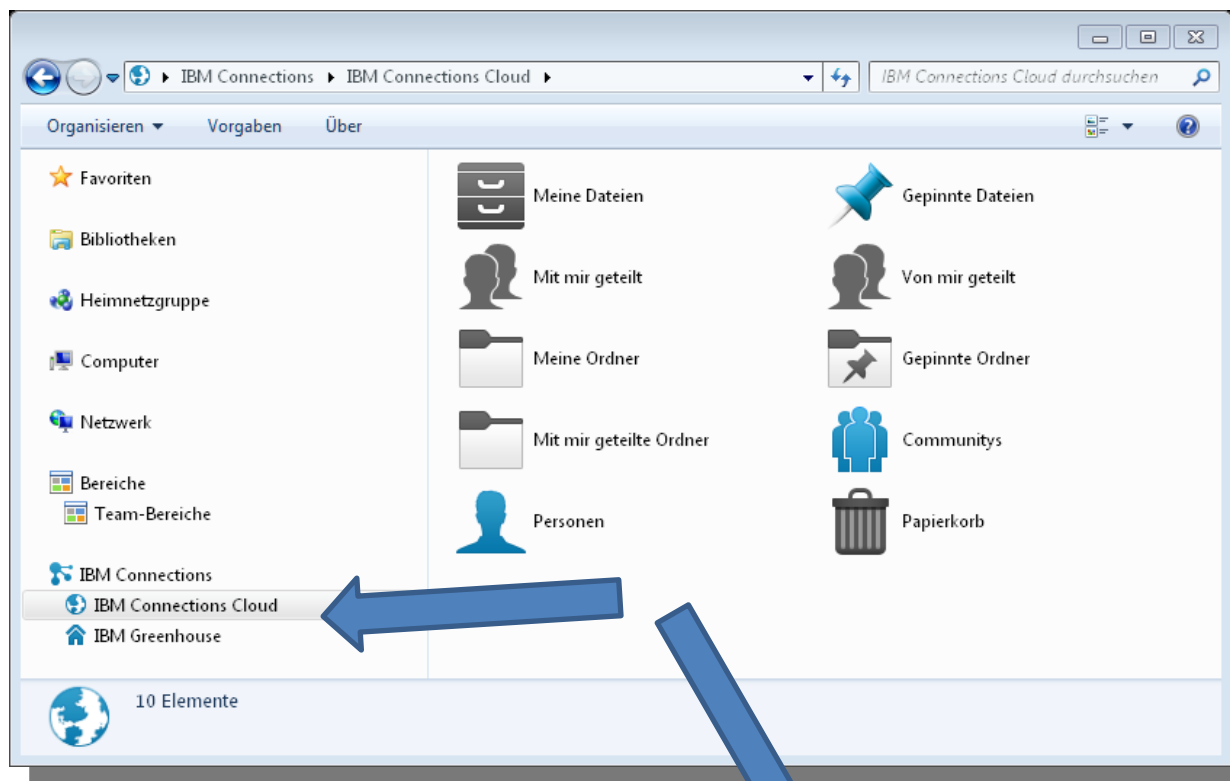 IBM Connections IBM Connections Cloud
IBM Connections Cloud durchsuchen
Organisieren Vorgaben Über
Favoriten
Bibliotheken
Heimnetzgruppe
Computer
Netzwerk
Bereiche
Team-Bereiche
IBM Connections
IBM Connections Cloud
IBM Greenhouse
Meine Dateien
Gepinnte Dateien
Mit mir geteilt
Von mir geteilt
Meine Ordner
Gepinnte Ordner
Mit mir geteilte Ordner
Communitys
Personen
Papierkorb
10 Elemente